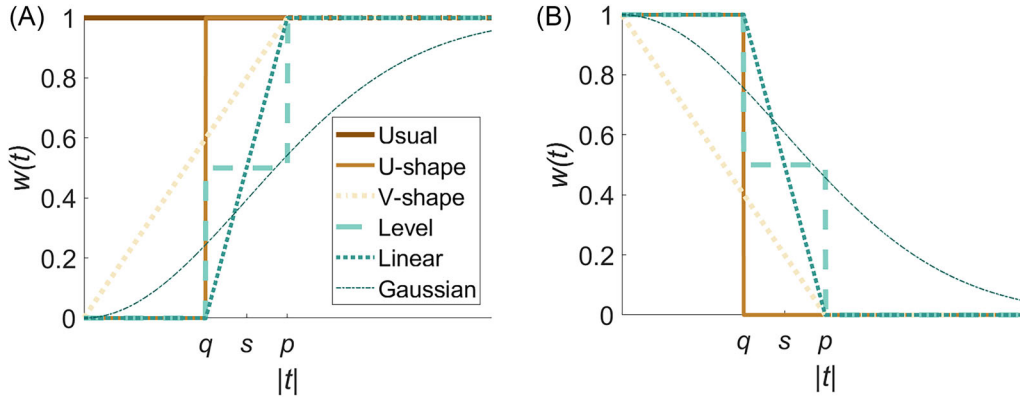 (A)
1
0.8
0.6
0.4
0.2
0
w(t)
Usual
U-shape
V-shape
Level
Linear
Gaussian
q s p
|t|
(B)
1
0.8
0.6
0.4
0.2
0
w(t)
q s p
|t|